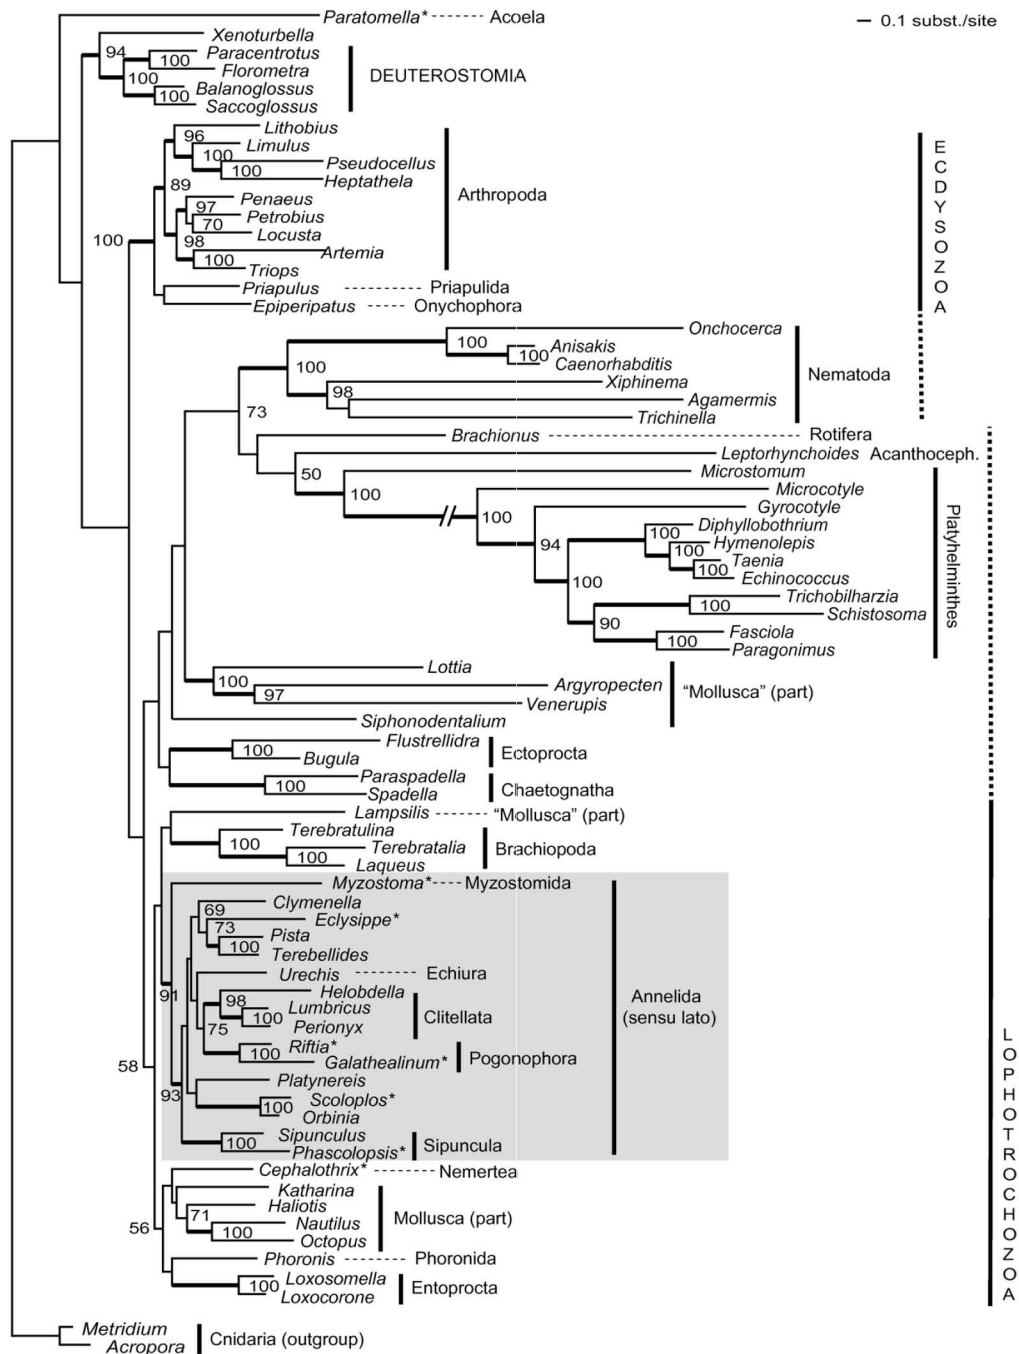 Paratomella* Acoela
0.1 subst./site
Xenoturbella
94
Paracentrotus
100
Florometra
DEUTEROSTOMIA
100
Balanoglossus
100
Saccoglossus
Lithobius
96
Limulus
100
Pseudocellus
100
Heptathela
89
Arthropoda
Penaeus
97
Petrobius
70
Locusta
98
Artemia
100
Triops
100
Priapulus Priapulida
Epiperipatus Onychophora
ECDYSOZOA
Onchocerca
100
Anisakis
100
Caenorhabditis
100
Nematoda
Xiphinema
98
Agamermis
Trichinella
73
Brachionus Rotifera
Leptorhynchoides Acanthoceph.
50
Microstomum
100
Microcotyle
100
Gyrocotyle
94
Diphyllobothrium
100
Hymenolepis
100
Taenia
100
Echinococcus
100
Trichobilharzia
100
Schistosoma
90
Fasciola
100
Paragonimus
Platyhelminthes
Lottia
100
Argyropecten
97
Venerupis
“Mollusca” (part)
Siphonodentalium
Flustrellidra
100
Bugula
Ectoprocta
Paraspadella
100
Spadella
Chaetognatha
Lampsilis “Mollusca” (part)
Terebratulina
100
Terebratalia
100
Laqueus
Brachiopoda
Myzostoma* Myzostomida
Clymenella
69
Eclysippe*
73
Pista
100
Terebellides
Urechis Echiura
91
Helobdella
98
Lumbricus
100
Perionyx
Clitellata
75
Riftia*
100
Galathealinum*
Pogonophora
Annelida
(sensu lato)
58
Platynereis
93
Scoloplos*
100
Orbinia
Sipunculus
100
Phascolopsis*
Sipuncula
Cephalothrix* Nemertea
Katharina
Haliotis
71
Nautilus
100
Octopus
Mollusca (part)
56
Phoronis Phoronida
Loxosomella
100
Loxocorone
Entoprocta
LOPHOTROCHOZOA
Metridium
Acropora
Cnidaria (outgroup)